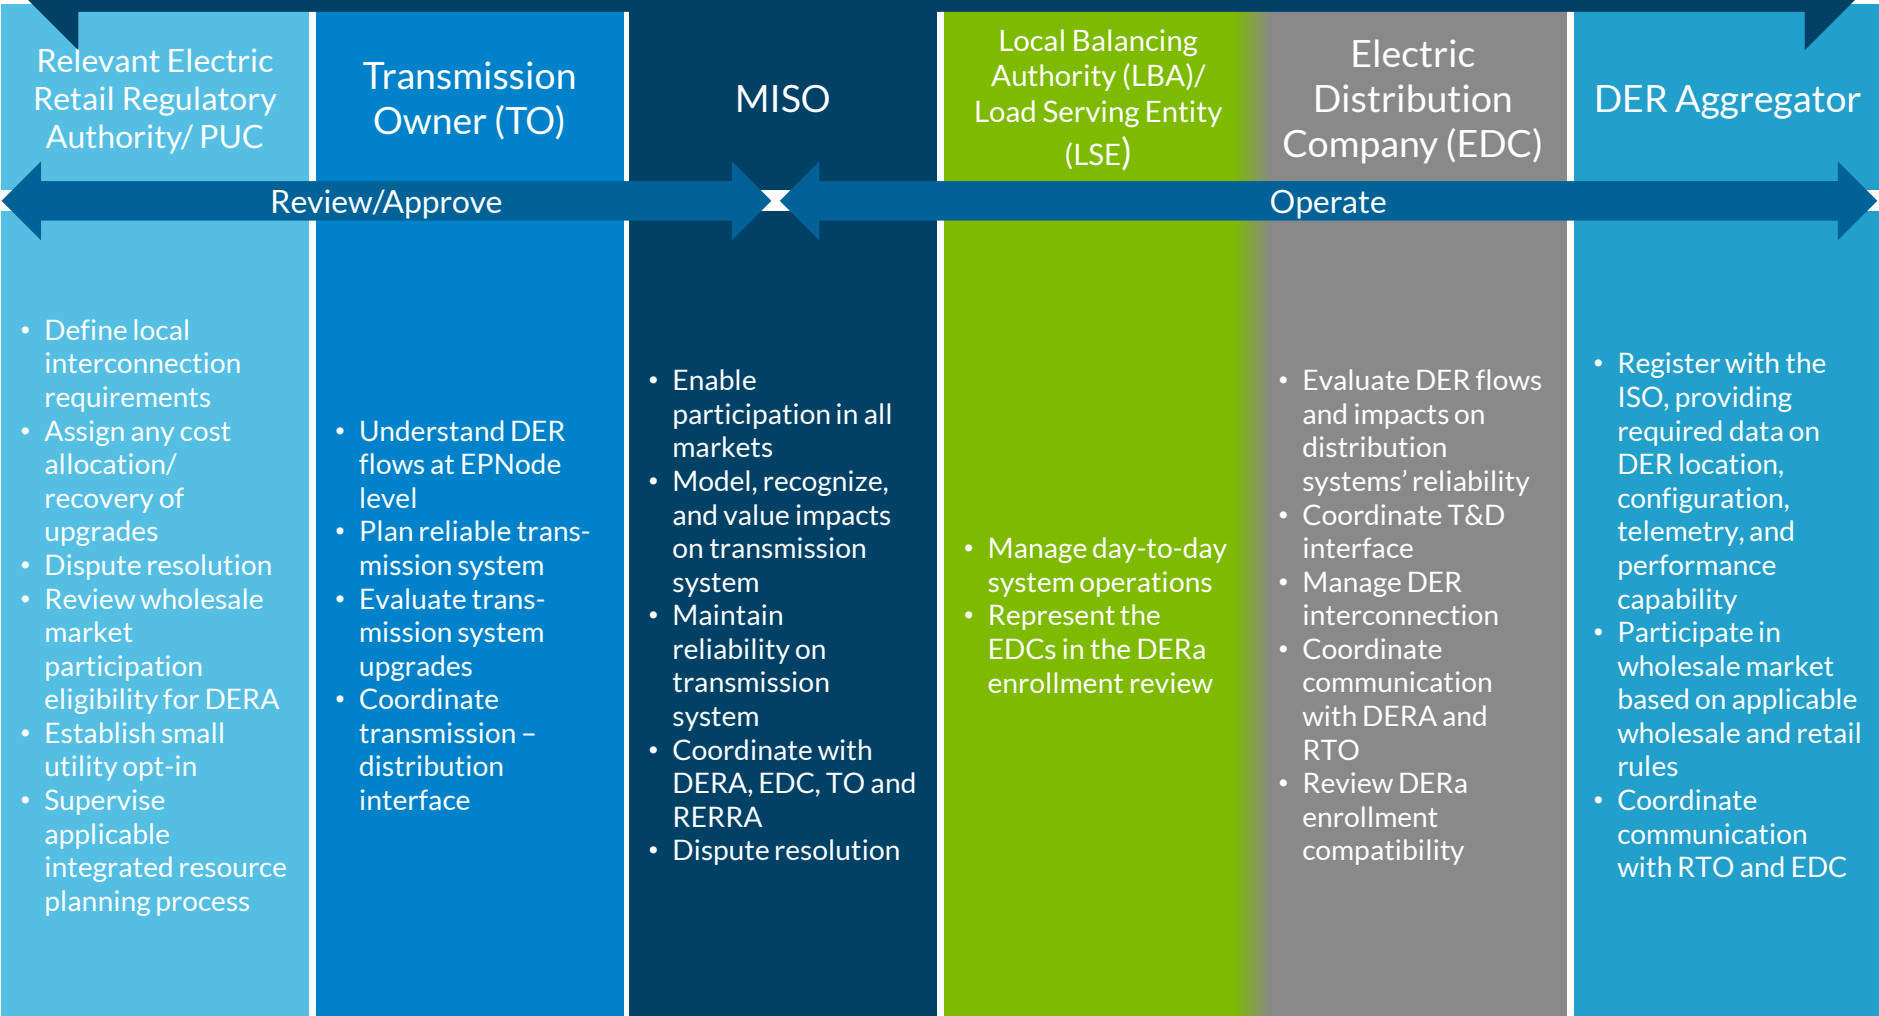 Relevant Electric
Retail Regulatory
Authority/ PUC
Transmission
Owner (TO)
MISO
Local Balancing
Authority (LBA)/
Load Serving Entity
(LSE)
Electric
Distribution
Company (EDC)
DER Aggregator
Review/Approve
Operate
• Define local
interconnection
requirements
• Assign any cost
allocation/
recovery of
upgrades
• Dispute resolution
• Review wholesale
market
participation
eligibility for DERA
• Establish small
utility opt-in
• Supervise
applicable
integrated resource
planning process
• Understand DER
flows at EPNode
level
• Plan reliable trans-
mission system
• Evaluate trans-
mission system
upgrades
• Coordinate
transmission –
distribution
interface
• Enable
participation in all
markets
• Model, recognize,
and value impacts
on transmission
system
• Maintain
reliability on
transmission
system
• Coordinate with
DERA, EDC, TO and
RERRA
• Dispute resolution
• Manage day-to-day
system operations
• Represent the
EDCs in the DERa
enrollment review
• Evaluate DER flows
and impacts on
distribution
systems’ reliability
• Coordinate T&D
interface
• Manage DER
interconnection
• Coordinate
communication
with DERA and
RTO
• Review DERa
enrollment
compatibility
• Register with the
ISO, providing
required data on
DER location,
configuration,
telemetry, and
performance
capability
• Participate in
wholesale market
based on applicable
wholesale and retail
rules
• Coordinate
communication
with RTO and EDC